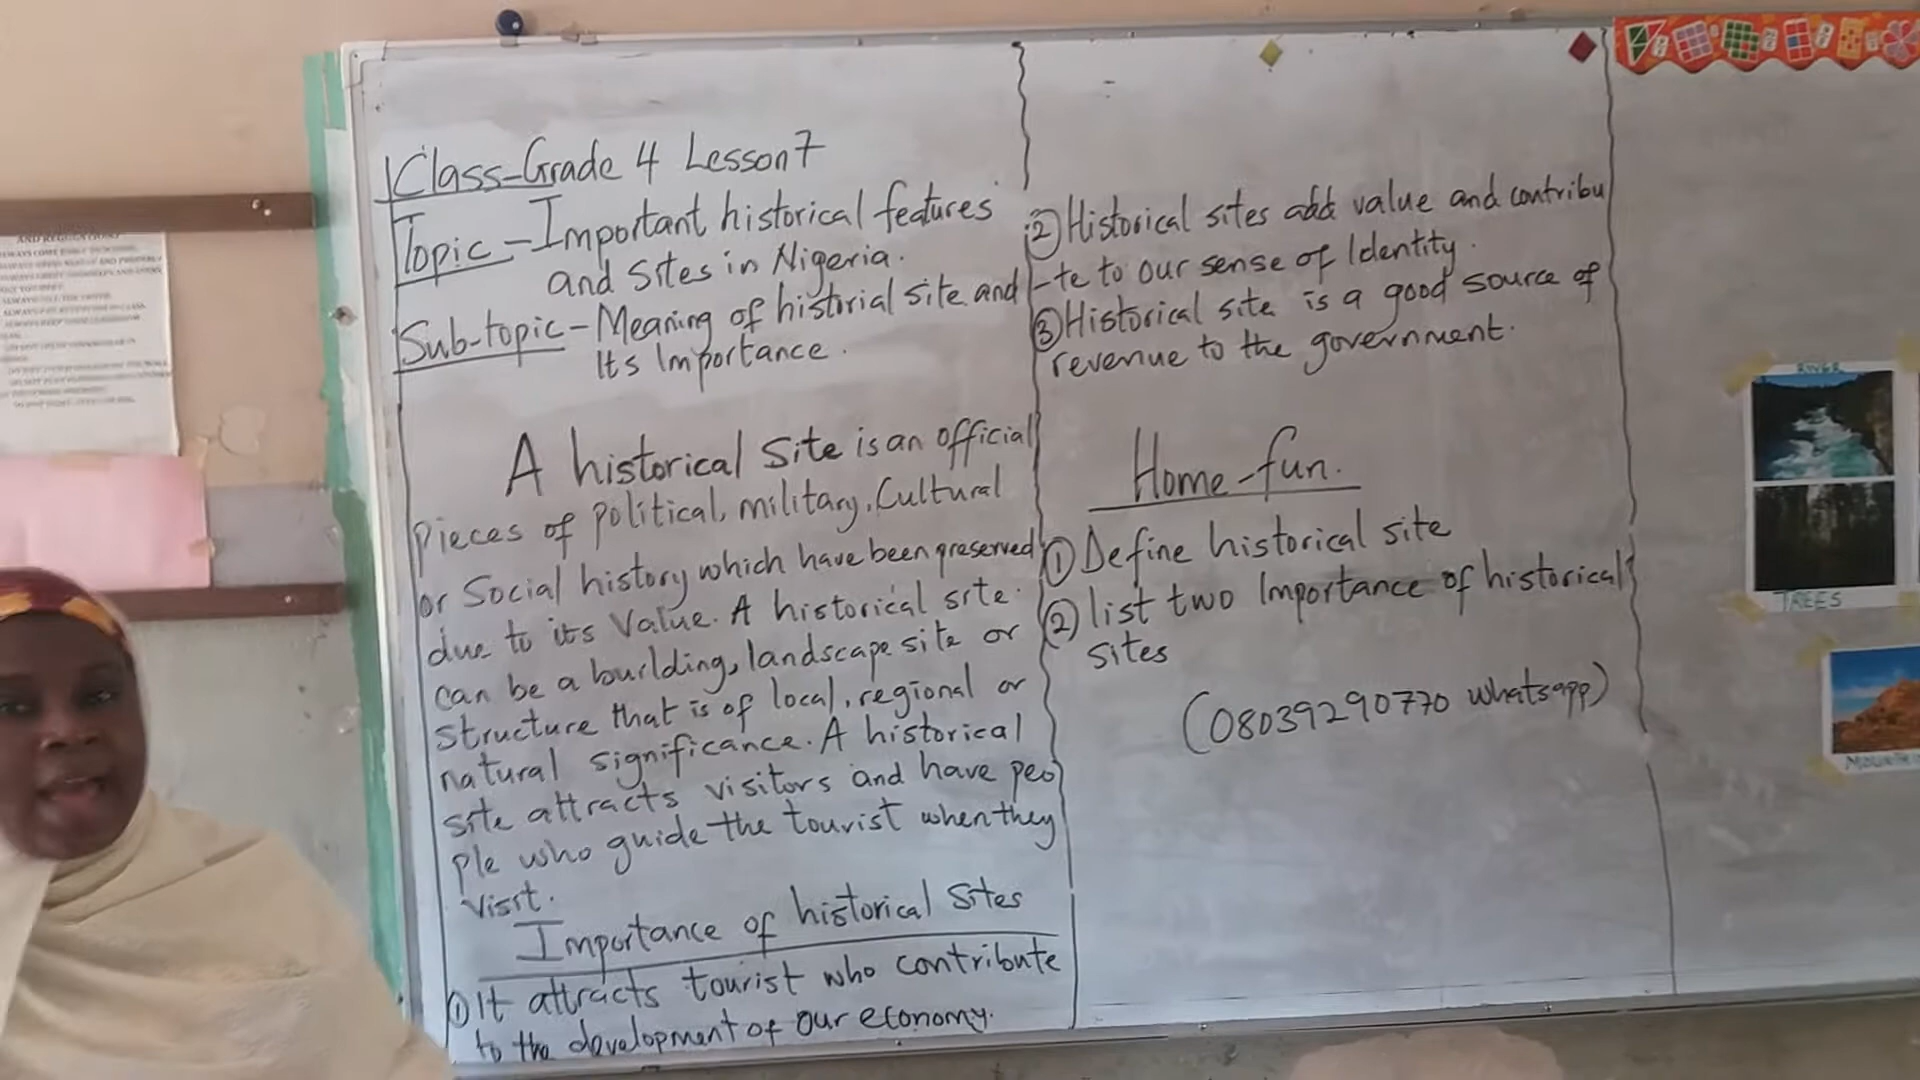 Class-Grade 4 Lesson 7
Topic - Important historical features
and Sites in Nigeria.
Sub-topic - Meaning of historial site and
Its Importance.
A historical site is an official
pieces of political, military, Cultural
or Social history which have been preserved
due to its Value. A historical site
can be a building, landscape site or
structure that is of local, regional or
natural significance. A historical
site attracts visitors and have peo
ple who guide the tourist when they
visit.
Importance of historical Sites
① It attracts tourist who contribute
to the development of our economy.
② Historical sites add value and contribu
-te to our sense of Identity.
③ Historical site is a good source of
revenue to the government.
Home-fun.
① Define historical site
② list two Importance of historical
sites
(08039290770 whatsapp)
AND REGULATIONS
RIVER
TREES